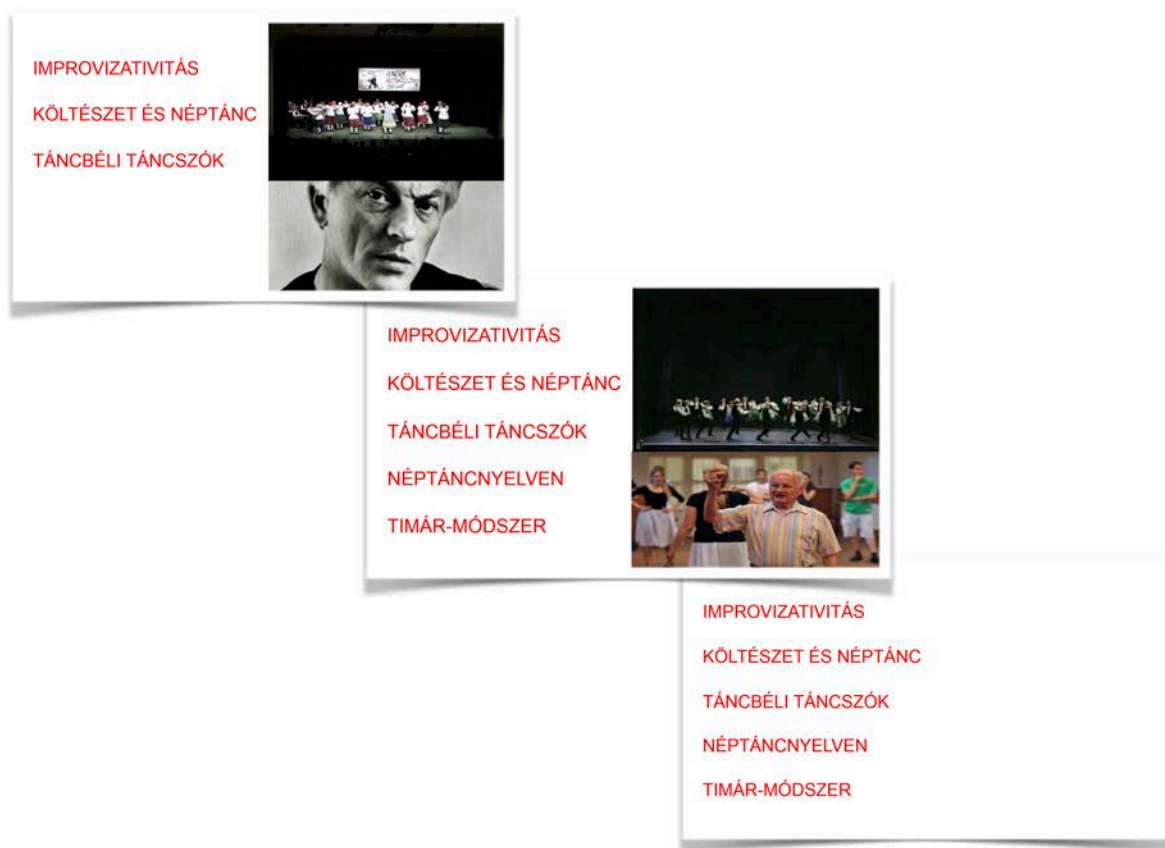 IMPROVIZATIVITÁS
KÖLTÉSZET ÉS NÉPTÁNC
TÁNCBÉLI TÁNCSZÓK
IMPROVIZATIVITÁS
KÖLTÉSZET ÉS NÉPTÁNC
TÁNCBÉLI TÁNCSZÓK
NÉPTÁNCNYELVEN
TIMÁR-MÓDSZER
IMPROVIZATIVITÁS
KÖLTÉSZET ÉS NÉPTÁNC
TÁNCBÉLI TÁNCSZÓK
NÉPTÁNCNYELVEN
TIMÁR-MÓDSZER